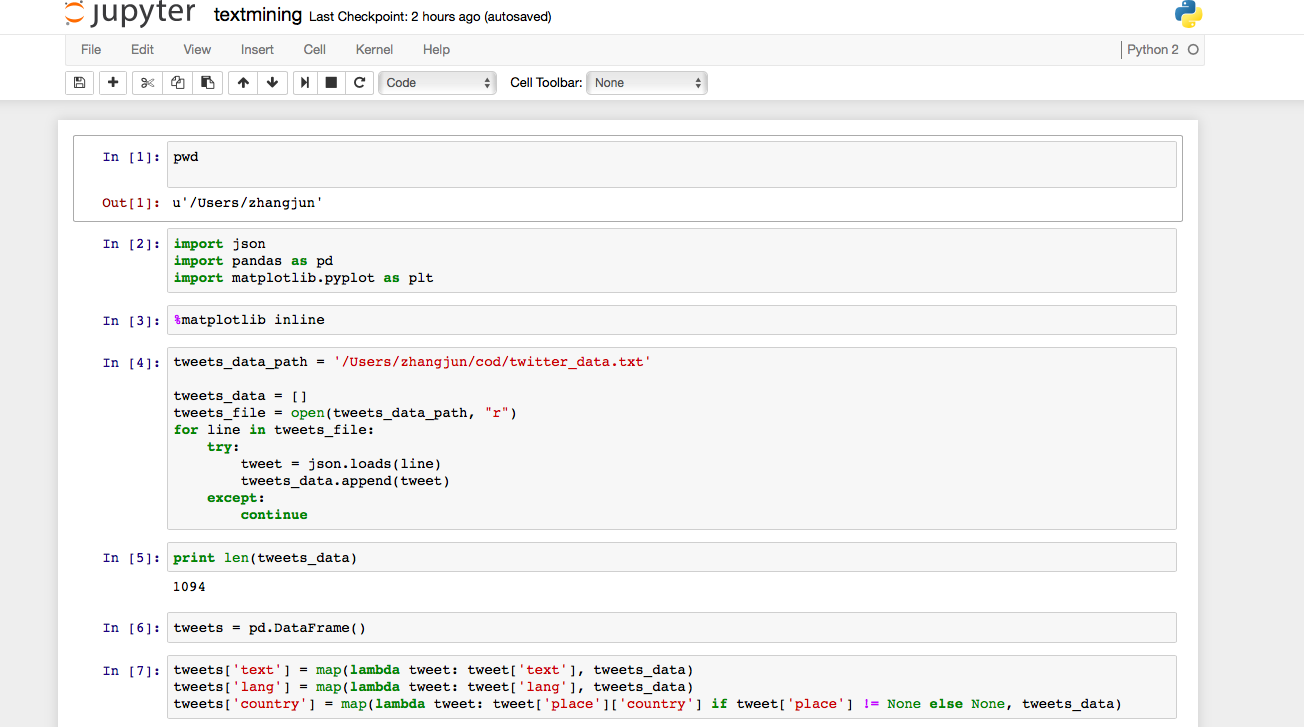 jupyter textmining Last Checkpoint: 2 hours ago (autosaved)
File Edit View Insert Cell Kernel Help Python 2
Code Cell Toolbar: None
In [1]: pwd
Out[1]: u'/Users/zhangjun'
In [2]: import json
import pandas as pd
import matplotlib.pyplot as plt
In [3]: %matplotlib inline
In [4]: tweets_data_path = '/Users/zhangjun/cod/twitter_data.txt'
tweets_data = []
tweets_file = open(tweets_data_path, "r")
for line in tweets_file:
    try:
        tweet = json.loads(line)
        tweets_data.append(tweet)
    except:
        continue
In [5]: print len(tweets_data)
1094
In [6]: tweets = pd.DataFrame()
In [7]: tweets['text'] = map(lambda tweet: tweet['text'], tweets_data)
tweets['lang'] = map(lambda tweet: tweet['lang'], tweets_data)
tweets['country'] = map(lambda tweet: tweet['place']['country'] if tweet['place'] != None else None, tweets_data)